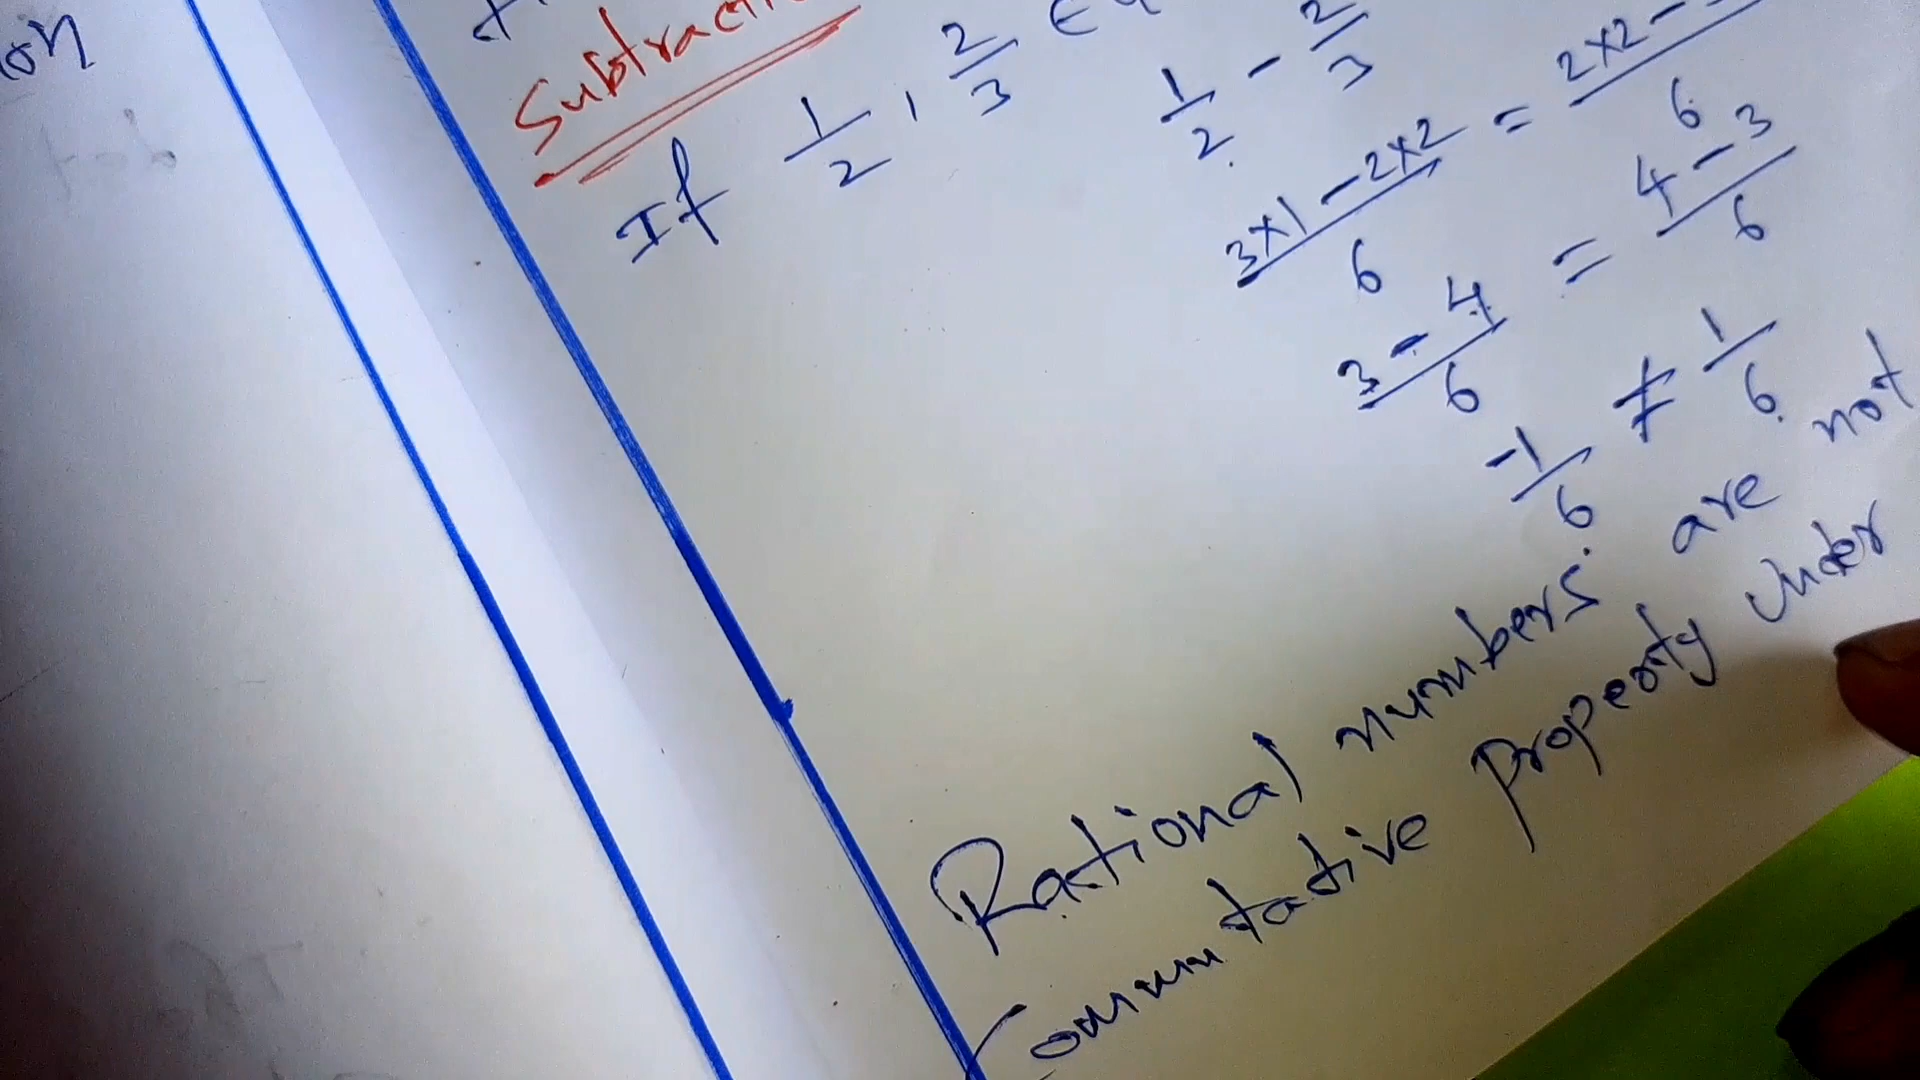 on
Subtracti
If 1/2 , 2/3 ∈
1/2 - 2/3
3×1 - 2×2 / 6 = 2×2 - / 6
3 - 4 / 6 = 4 - 3 / 6
-1/6 ≠ 1/6
Rational numbers are not
Commutative property under